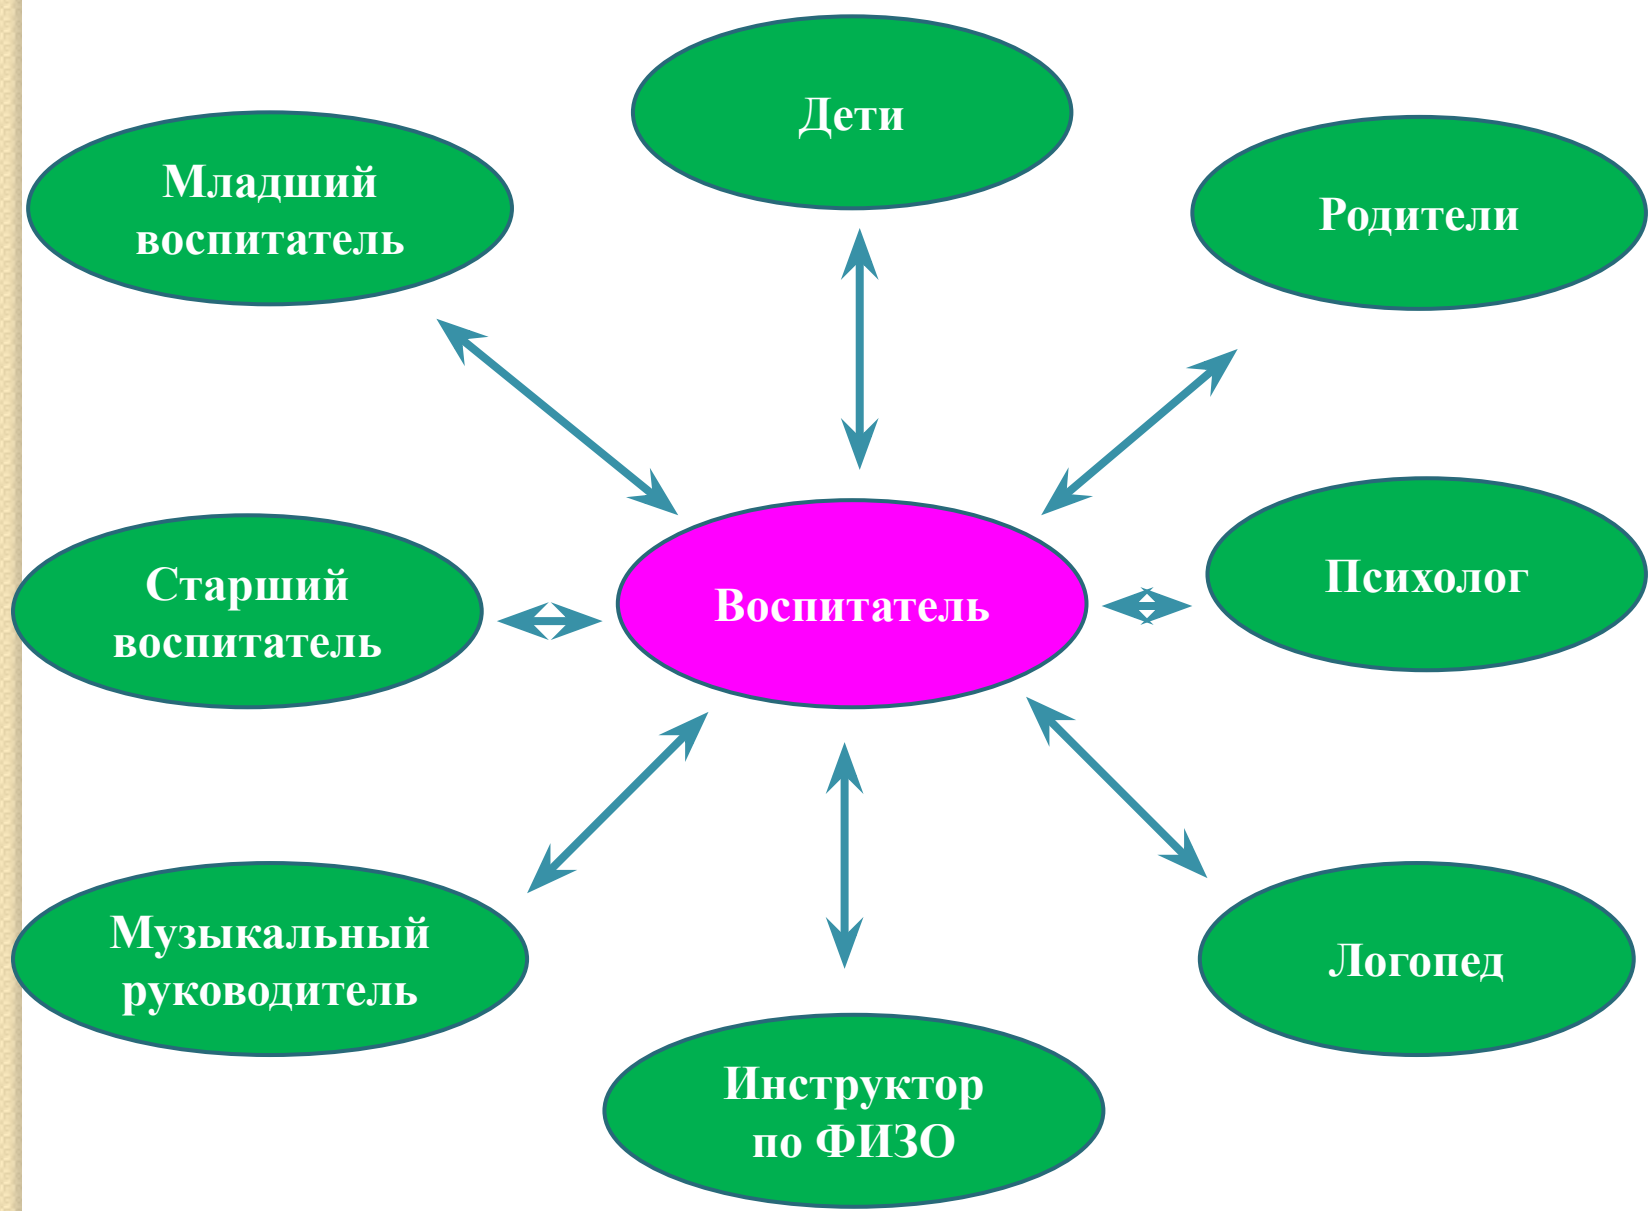 Дети
Младший
воспитатель
Родители
Старший
воспитатель
Воспитатель
Психолог
Музыкальный
руководитель
Логопед
Инструктор
по ФИЗО